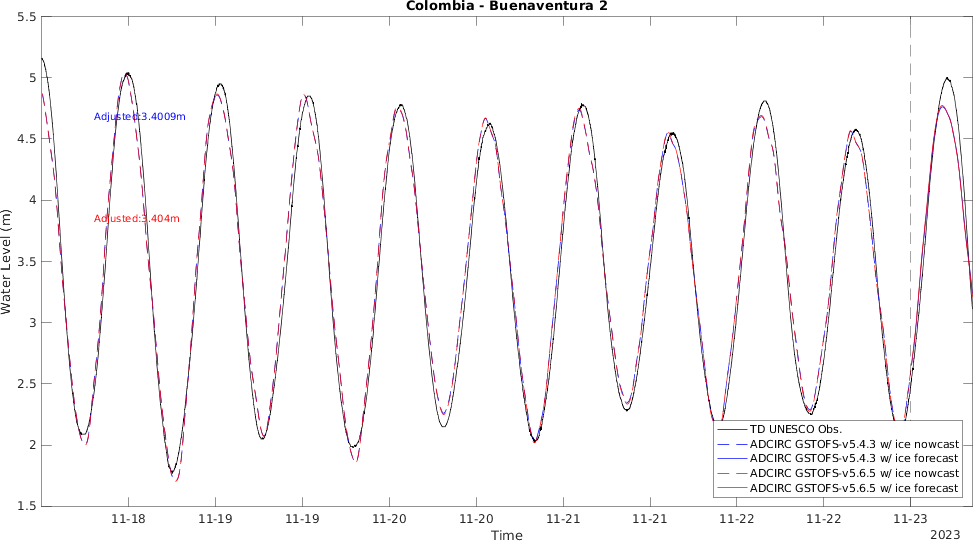 Colombia - Buenaventura 2
5.5
5
4.5
4
3.5
3
2.5
2
1.5
Water Level (m)
Adjusted:3.4009m
Adjusted:3.404m
TD UNESCO Obs.
ADCIRC GSTOFS-v5.4.3 w/ ice nowcast
ADCIRC GSTOFS-v5.4.3 w/ ice forecast
ADCIRC GSTOFS-v5.6.5 w/ ice nowcast
ADCIRC GSTOFS-v5.6.5 w/ ice forecast
11-18 11-19 11-19 11-20 11-20 11-21 11-21 11-22 11-22 11-23
Time
2023